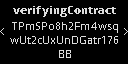 verifyingContract
TPmSPo8h2Fm4wsq
wUt2cUxUnDGatr176
BB